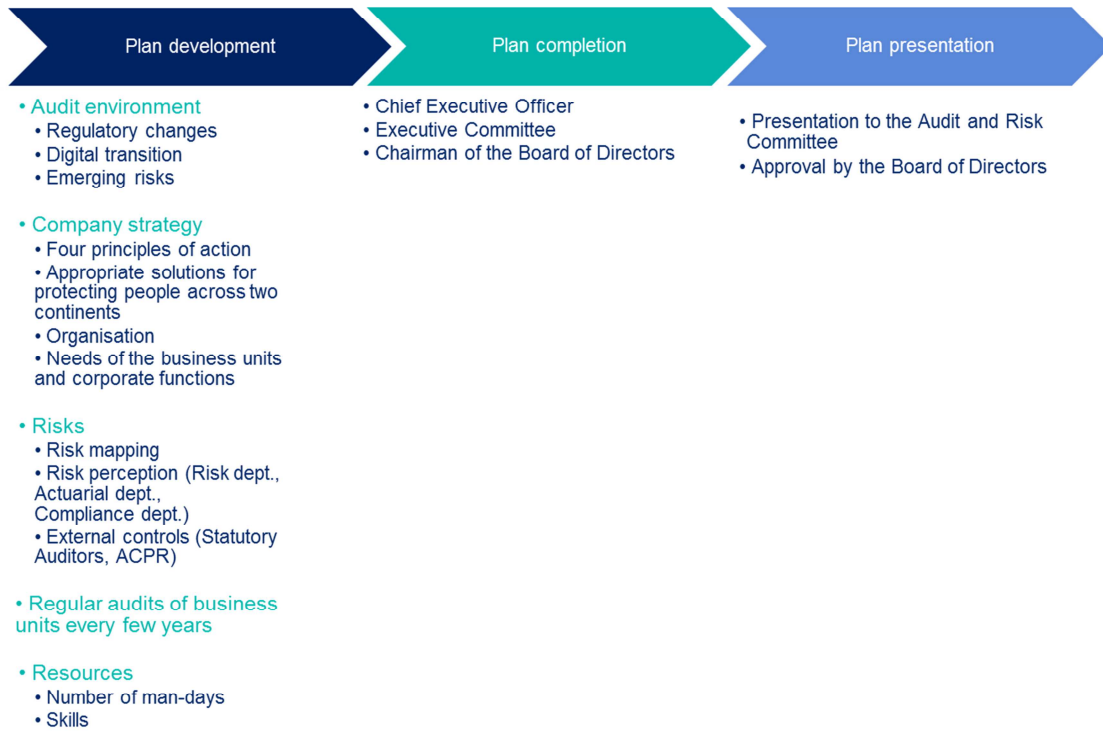 Plan development
Plan completion
Plan presentation
• Audit environment
• Regulatory changes
• Digital transition
• Emerging risks
• Company strategy
• Four principles of action
• Appropriate solutions for
protecting people across two
continents
• Organisation
• Needs of the business units
and corporate functions
• Risks
• Risk mapping
• Risk perception (Risk dept.,
Actuarial dept.,
Compliance dept.)
• External controls (Statutory
Auditors, ACPR)
• Regular audits of business
units every few years
• Resources
• Number of man-days
• Skills
• Chief Executive Officer
• Executive Committee
• Chairman of the Board of Directors
• Presentation to the Audit and Risk
Committee
• Approval by the Board of Directors